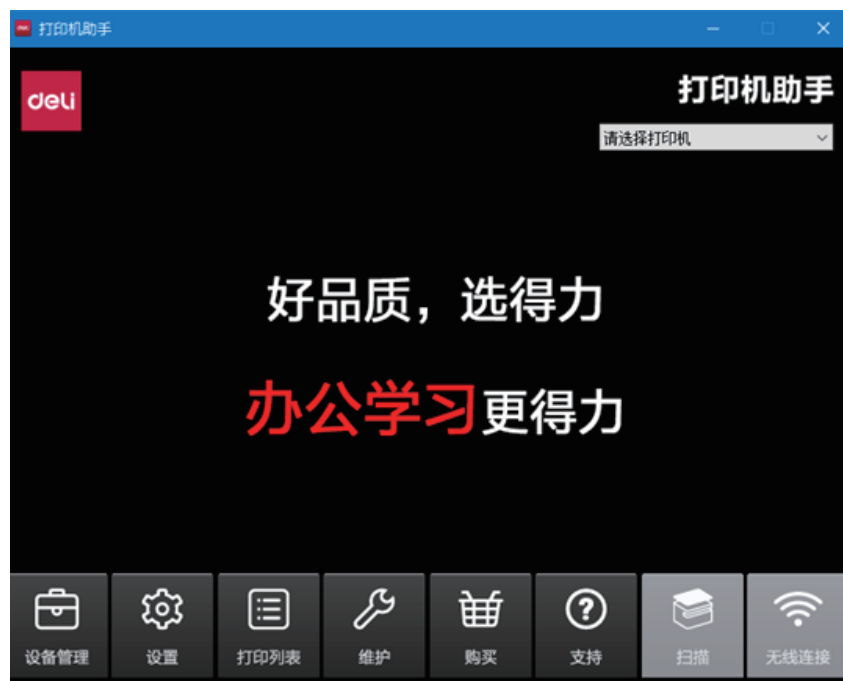 打印机助手
deli
打印机助手
请选择打印机
好品质，选得力
办公学习更得力
设备管理
设置
打印列表
维护
购买
支持
扫描
无线连接